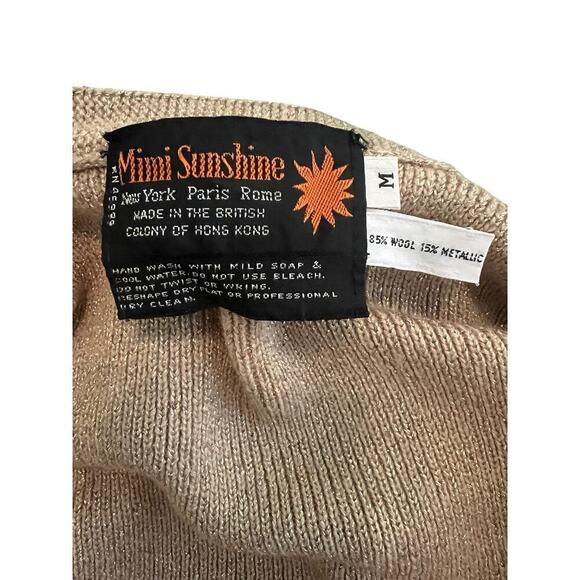 Mimi Sunshine
New York Paris Rome
MADE IN THE BRITISH
COLONY OF HONG KONG
HAND WASH WITH MILD SOAP &
COOL WATER. DO NOT USE BLEACH.
DO NOT TWIST OR WRING.
RESHAPE DRY FLAT OR PROFESSIONAL
DRY CLEAN.
M
85% WOOL 15% METALLIC